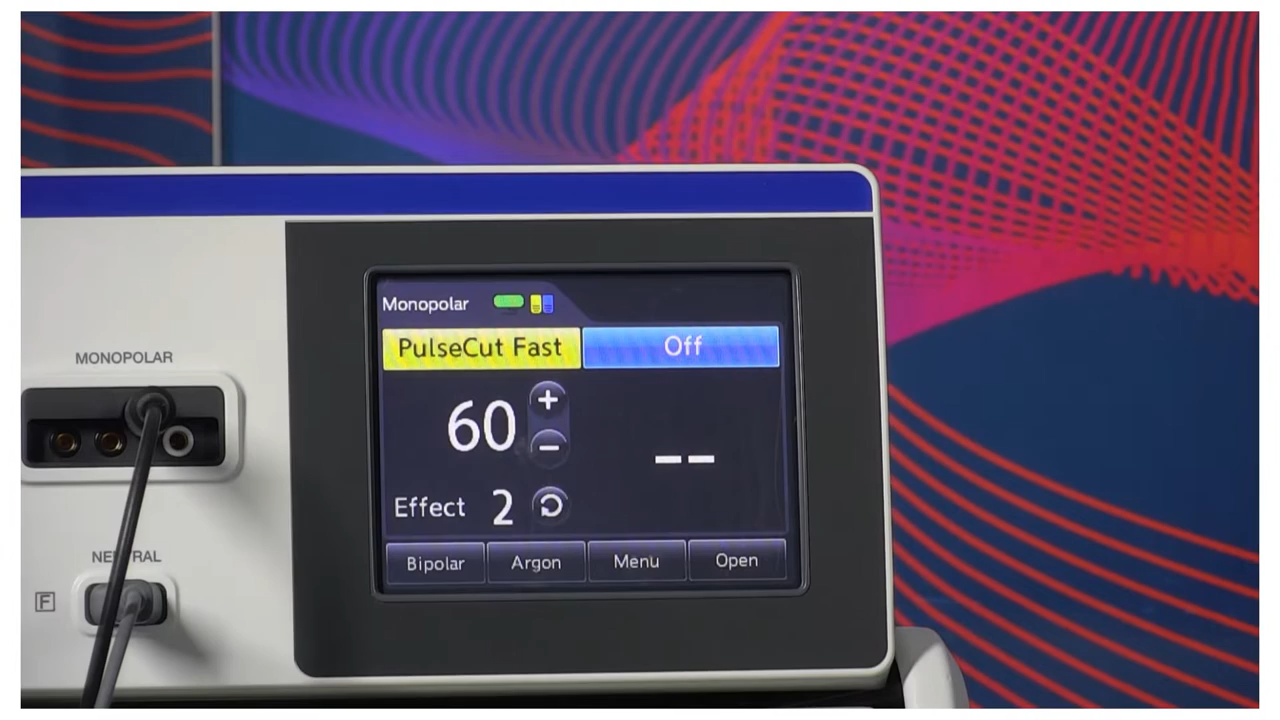 MONOPOLAR
NEUTRAL
F
Monopolar
PulseCut Fast
Off
60
+
−
--
Effect 2
Bipolar
Argon
Menu
Open